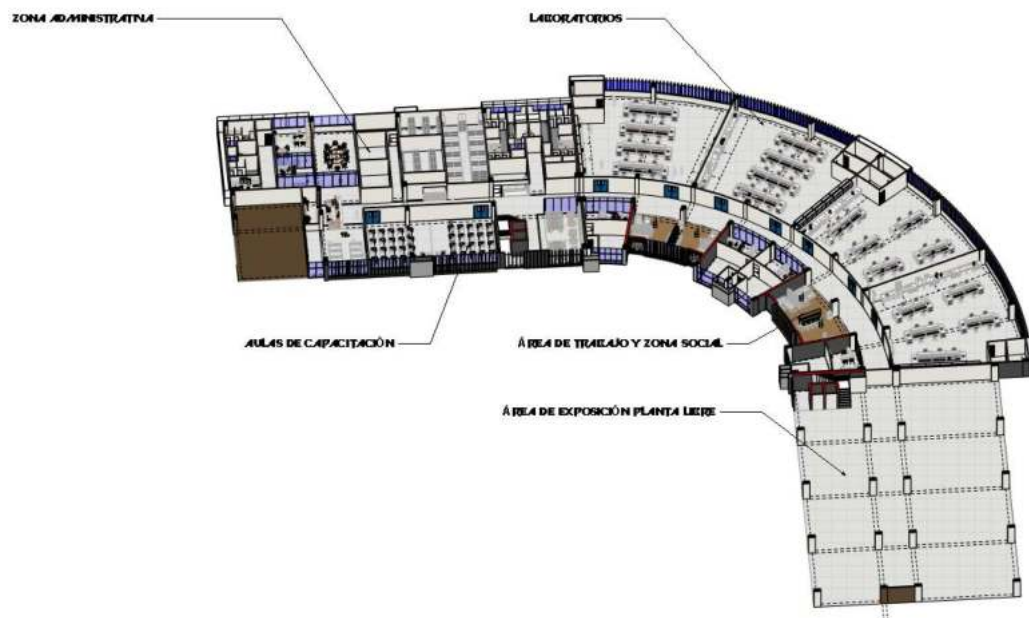 ZONA ADMINISTRATIVA
LABORATORIOS
AULAS DE CAPACITACIÓN
ÁREA DE TRABAJO Y ZONA SOCIAL
ÁREA DE EXPOSICIÓN PLANTA LIBRE